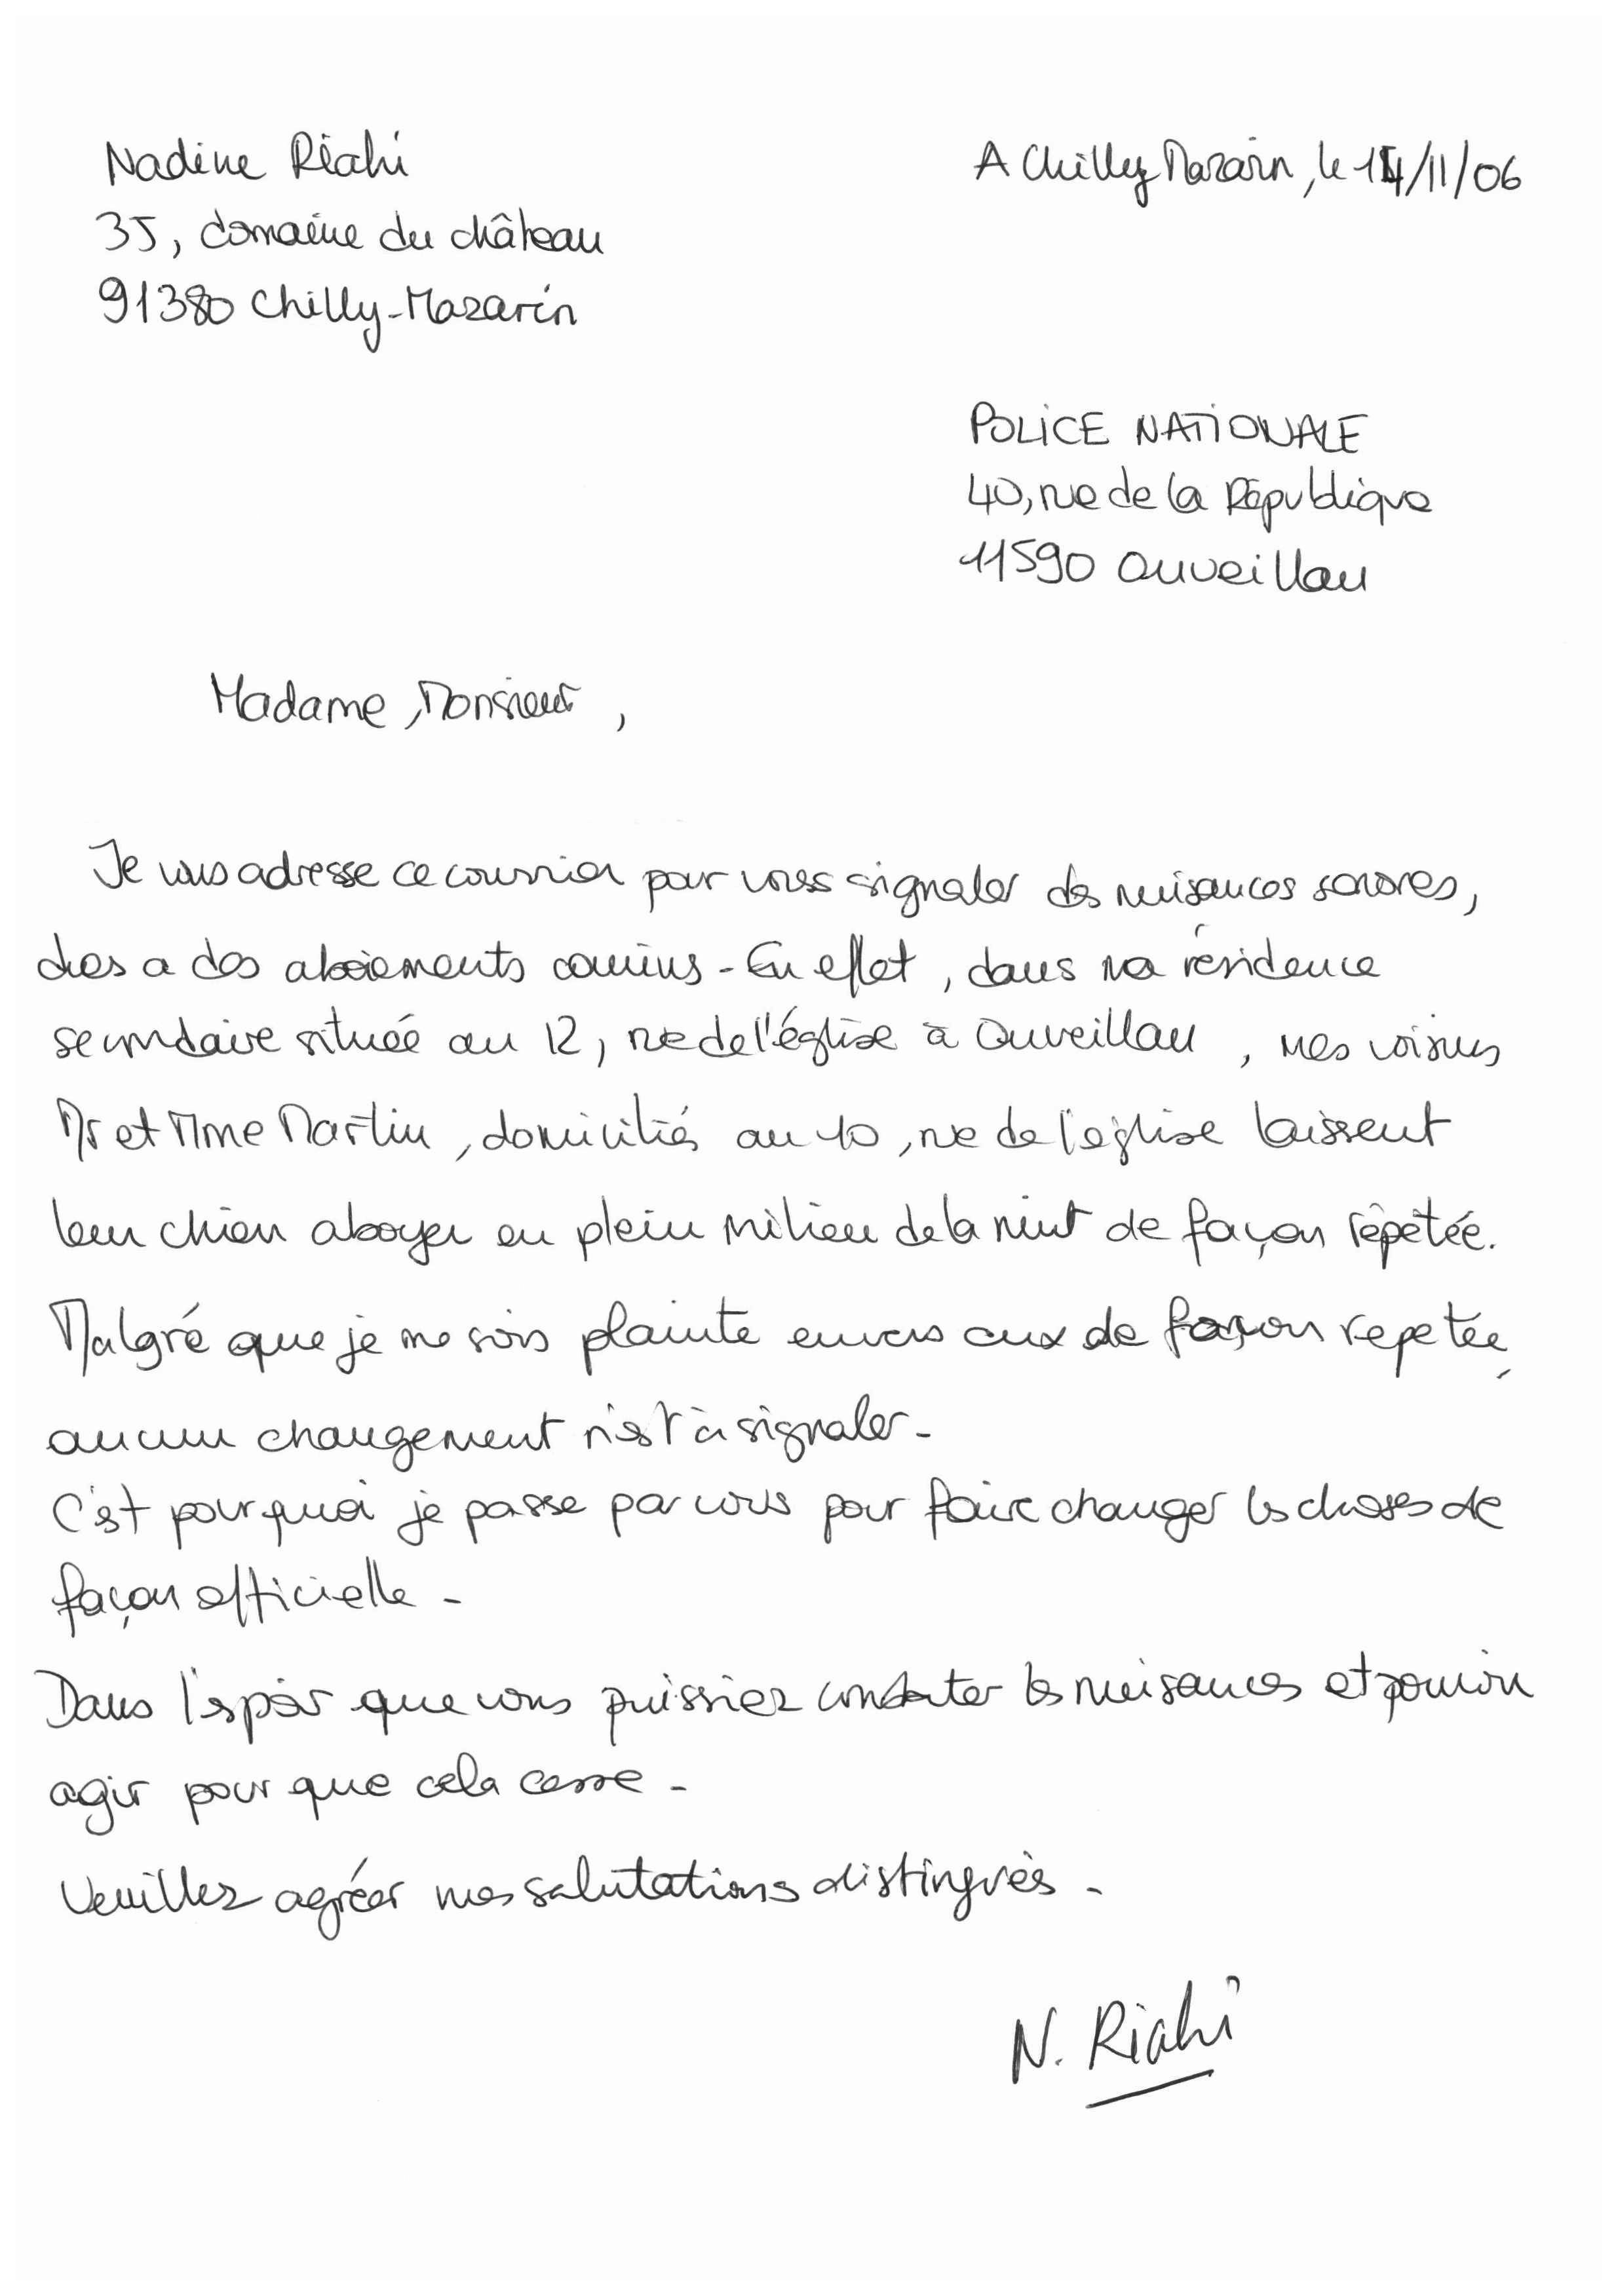 Nadine Riahi
A Chilly Mazarin, le 14/11/06
35, domaine du château
91380 Chilly-Mazarin
POLICE NATIONALE
40, rue de la République
11590 Ouveillan
Madame, Monsieur,
Je vous adresse ce courrier pour vous signaler des nuisances sonores,
dues a des aboiements canins - En effet, dans ma résidence
secondaire située au 12, rue de l'église à Ouveillan, mes voisins
Mr et Mme Martin, domiciliés au 10, rue de l'église laissent
leur chien aboyer en plein milieu de la nuit de façon répétée.
Malgré que je me sois plainte envers eux de façon repetée,
aucun changement n'est à signaler -
C'est pourquoi je passe par vous pour faire changer les choses de
façon officielle -
Dans l'espoir que vous puissiez constater les nuisances et pouvoir
agir pour que cela cesse -
Veuillez agréer mes salutations distingués -
N. Riahi